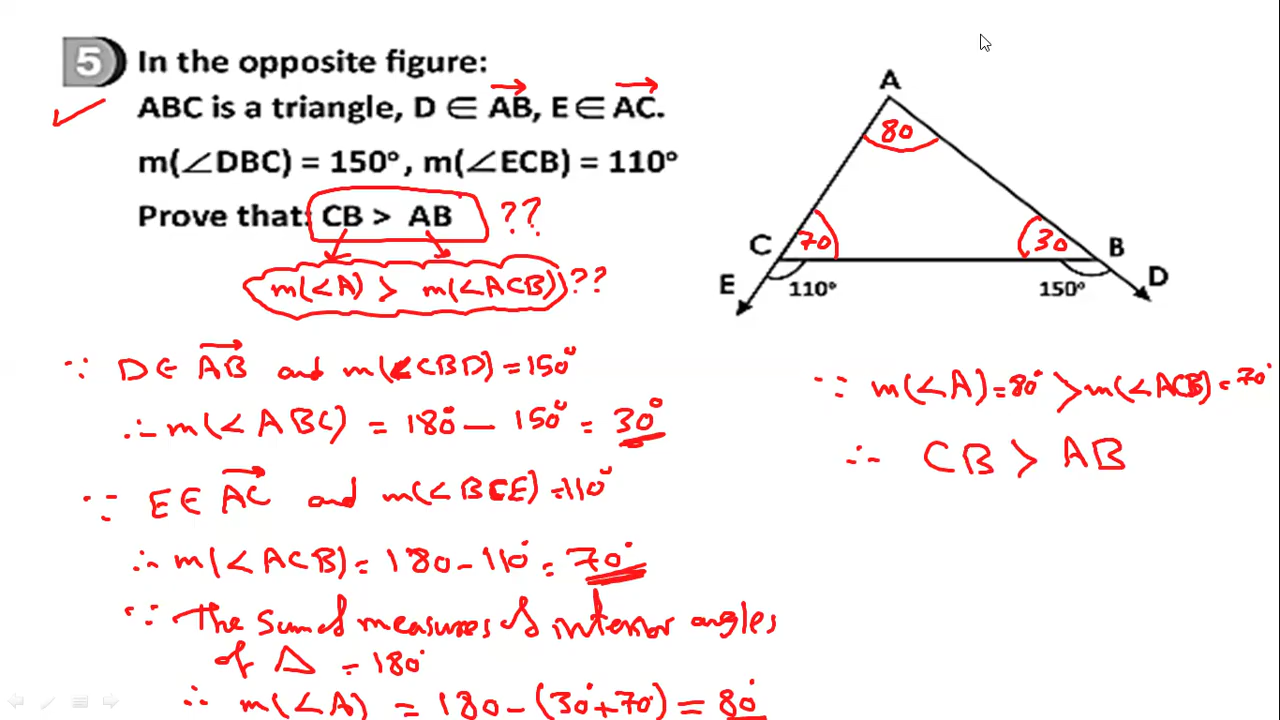 5 In the opposite figure:
ABC is a triangle, D ∈ AB, E ∈ AC.
m(∠DBC) = 150°, m(∠ECB) = 110°
Prove that: CB > AB ??
m(∠A) > m(∠ACB) ??
A
80
C 70 30 B
E 110° 150° D
∵ D ∈ AB and m(∠CBD) = 150°
∴ m(∠ABC) = 180° − 150° = 30°
∵ E ∈ AC and m(∠BCE) = 110°
∴ m(∠ACB) = 180 − 110° = 70°
∵ The sum of measures of interior angles
of Δ = 180°
∴ m(∠A) = 180 − (30° + 70°) = 80°
∵ m(∠A) = 80° > m(∠ACB) = 70°
∴ CB > AB